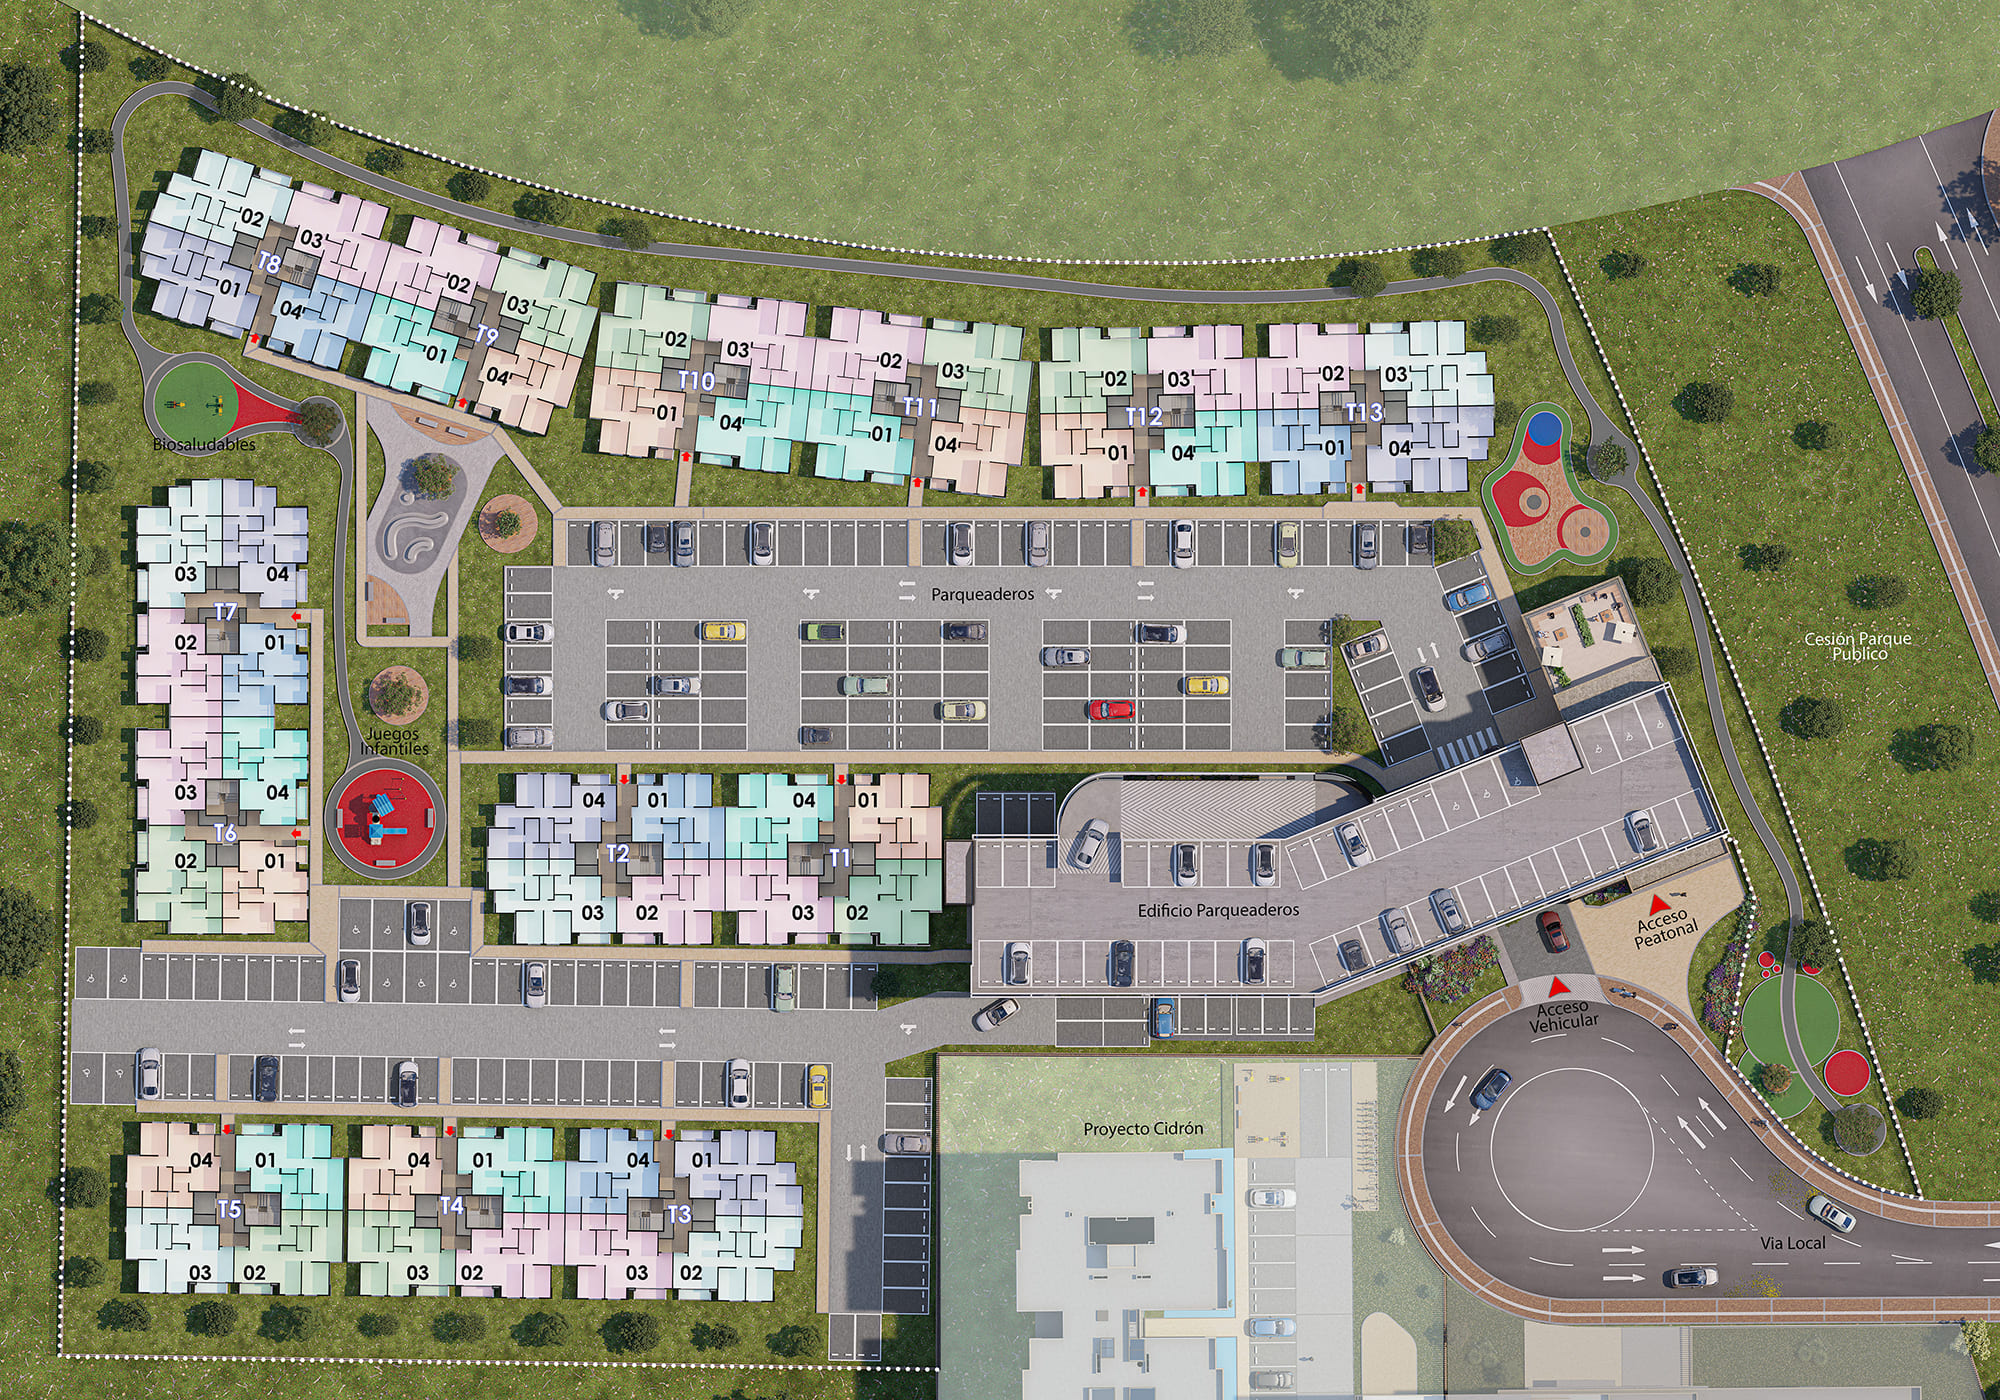 02
03
T8
01
04
02
03
T9
01
04
02
03
T10
01
04
02
03
T11
01
04
02
03
T12
01
04
02
03
T13
01
04
Biosaludables
03
04
T7
02
01
03
04
T6
02
01
Parqueaderos
Juegos
Infantiles
Cesión Parque
Publico
04
01
T2
03
02
04
01
T1
03
02
Edificio Parqueaderos
Acceso
Peatonal
Acceso
Vehicular
04
01
T5
03
02
04
01
T4
03
02
04
01
T3
03
02
Proyecto Cidrón
Via Local